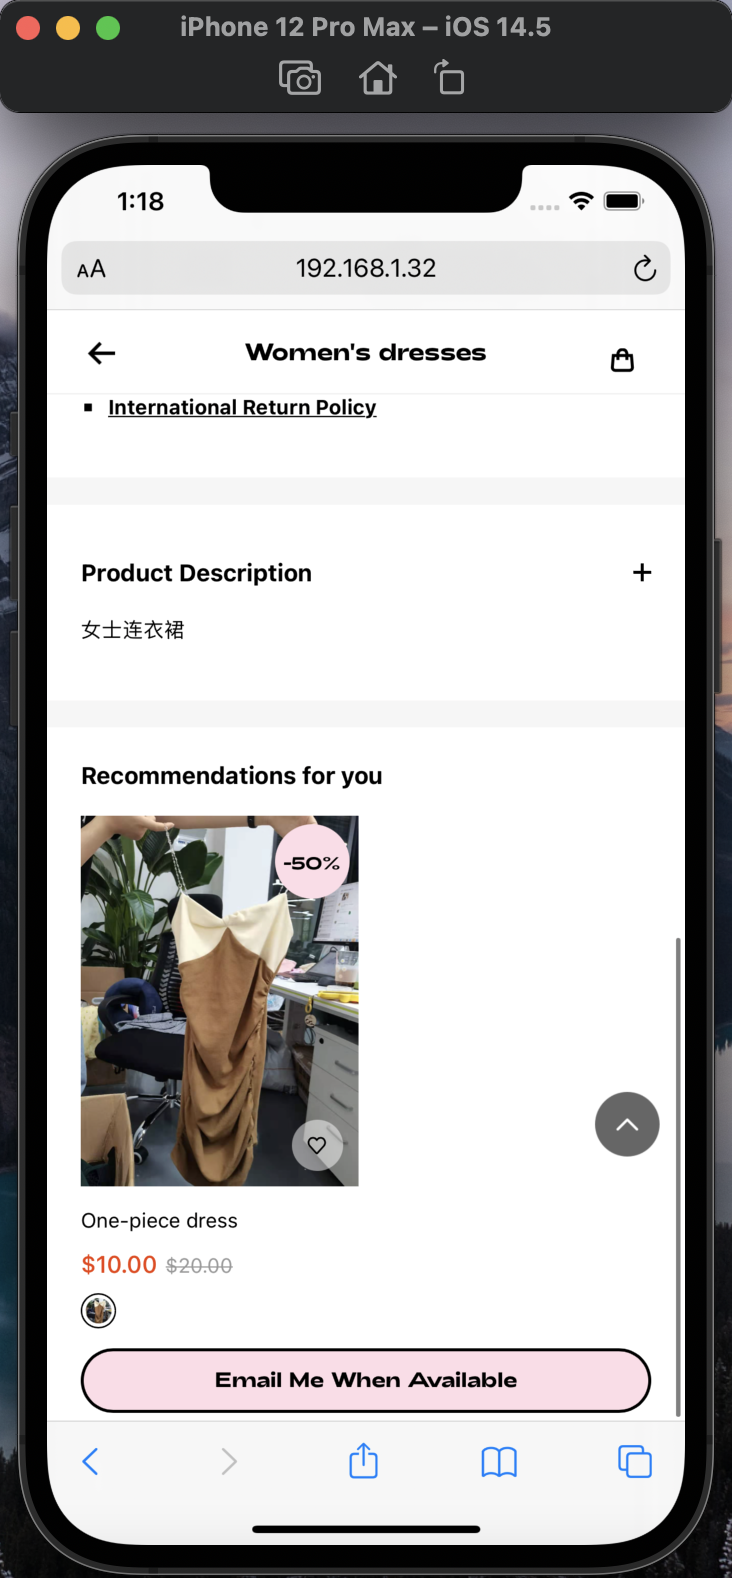 iPhone 12 Pro Max – iOS 14.5
1:18
AA 192.168.1.32
Women's dresses
International Return Policy
Product Description +
女士连衣裙
Recommendations for you
-50%
One-piece dress
$10.00 $20.00
Email Me When Available